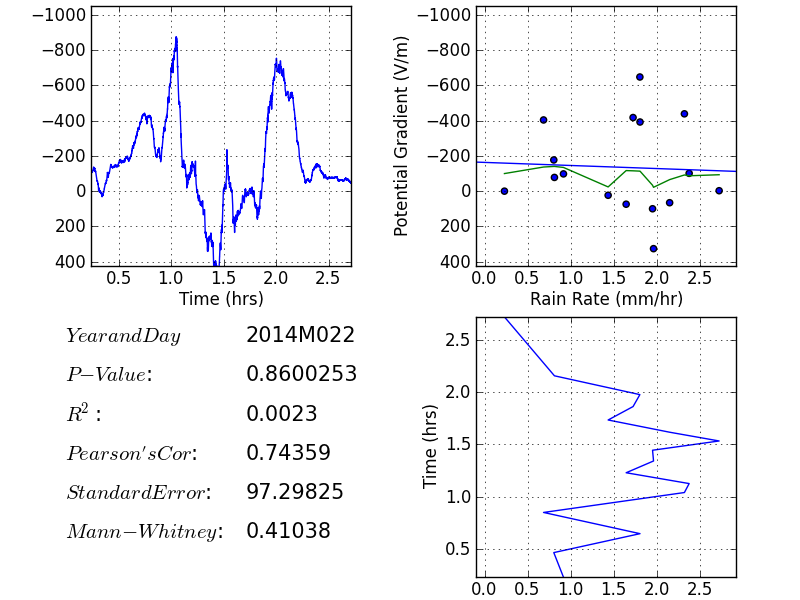 −1000
−800
−600
−400
−200
0
200
400
0.5 1.0 1.5 2.0 2.5
Time (hrs)
Potential Gradient (V/m)
−1000
−800
−600
−400
−200
0
200
400
0.0 0.5 1.0 1.5 2.0 2.5
Rain Rate (mm/hr)
YearandDay 2014M022
P−Value: 0.8600253
R²: 0.0023
Pearson'sCor: 0.74359
StandardError: 97.29825
Mann−Whitney: 0.41038
Time (hrs)
2.5
2.0
1.5
1.0
0.5
0.0 0.5 1.0 1.5 2.0 2.5